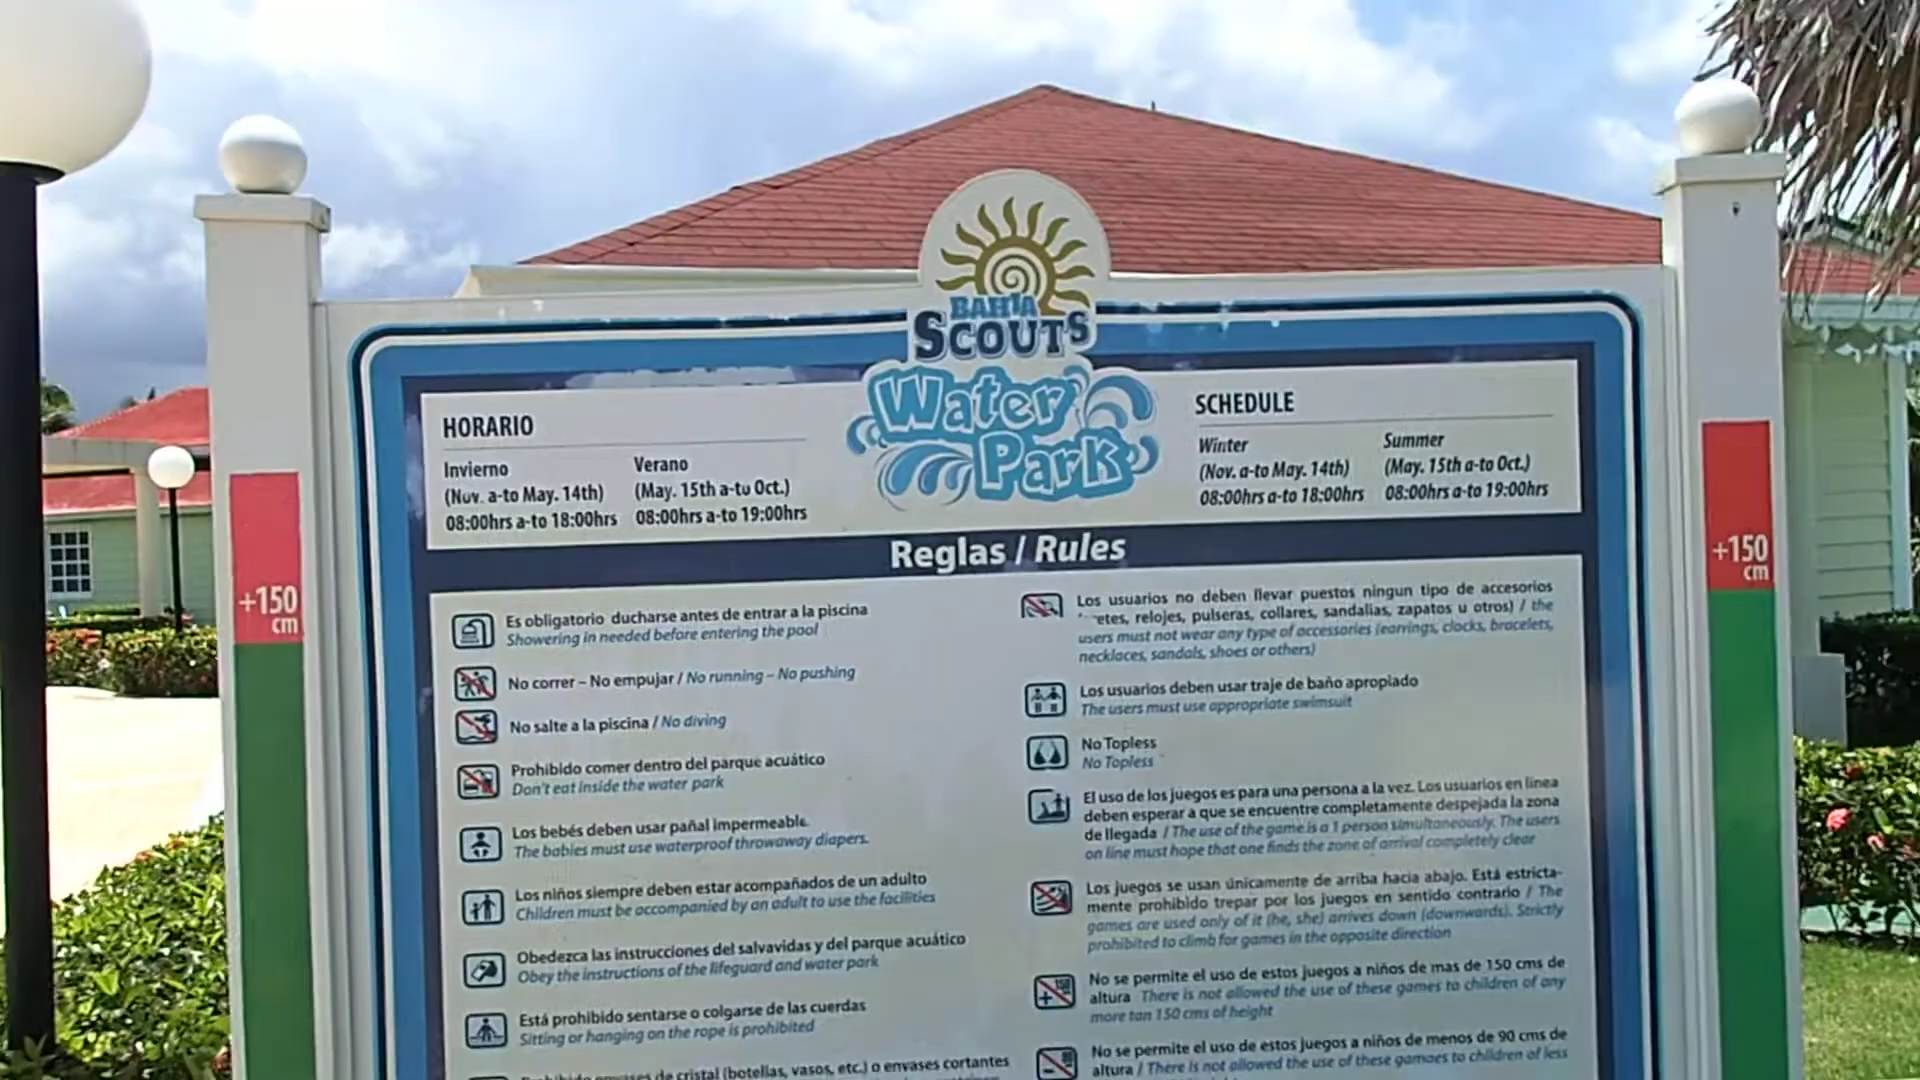 BAHIA
SCOUTS
Water
Park
HORARIO
Invierno
(Nov. a-to May. 14th)
08:00hrs a-to 18:00hrs
Verano
(May. 15th a-to Oct.)
08:00hrs a-to 19:00hrs
SCHEDULE
Winter
(Nov. a-to May. 14th)
08:00hrs a-to 18:00hrs
Summer
(May. 15th a-to Oct.)
08:00hrs a-to 19:00hrs
Reglas / Rules
+150
cm
Es obligatorio ducharse antes de entrar a la piscina
Showering in needed before entering the pool
No correr – No empujar / No running – No pushing
No salte a la piscina / No diving
Prohibido comer dentro del parque acuático
Don't eat inside the water park
Los bebés deben usar pañal impermeable.
The babies must use waterproof throwaway diapers.
Los niños siempre deben estar acompañados de un adulto
Children must be accompanied by an adult to use the facilities
Obedezca las instrucciones del salvavidas y del parque acuático
Obey the instructions of the lifeguard and water park
Está prohibido sentarse o colgarse de las cuerdas
Sitting or hanging on the rope is prohibited
envases de cristal (botellas, vasos, etc.) o envases cortantes
Los usuarios no deben llevar puestos ningun tipo de accesorios
relojes, pulseras, collares, sandalias, zapatos u otros) / the
users must not wear any type of accessories (earrings, clocks, bracelets,
necklaces, sandals, shoes or others)
Los usuarios deben usar traje de baño apropiado
The users must use appropriate swimsuit
No Topless
No Topless
El uso de los juegos es para una persona a la vez. Los usuarios en línea
deben esperar a que se encuentre completamente despejada la zona
de llegada / The use of the game is a 1 person simultaneously. The users
on line must hope that one finds the zone of arrival completely clear
Los juegos se usan únicamente de arriba hacia abajo. Está estricta-
mente prohibido trepar por los juegos en sentido contrario / The
games are used only of it (he, she) arrives down (downwards). Strictly
prohibited to climb for games in the opposite direction
150
No se permite el uso de estos juegos a niños de mas de 150 cms de
altura There is not allowed the use of these games to children of any
more tan 150 cms of height
No se permite el uso de estos juegos a niños de menos de 90 cms de
altura / There is not allowed the use of these gamaes to children of less
+150
cm